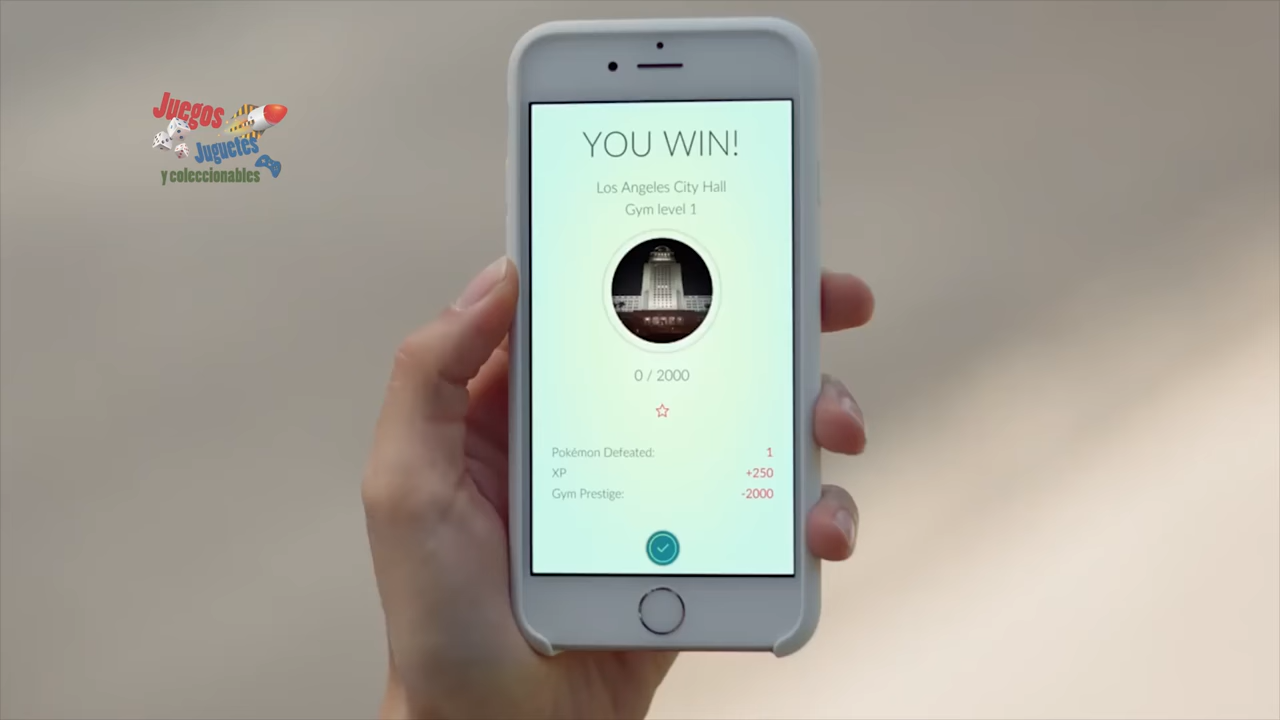 Juegos
Juguetes
y coleccionables
YOU WIN!
Los Angeles City Hall
Gym level 1
0 / 2000
Pokémon Defeated: 1
XP +250
Gym Prestige: -2000